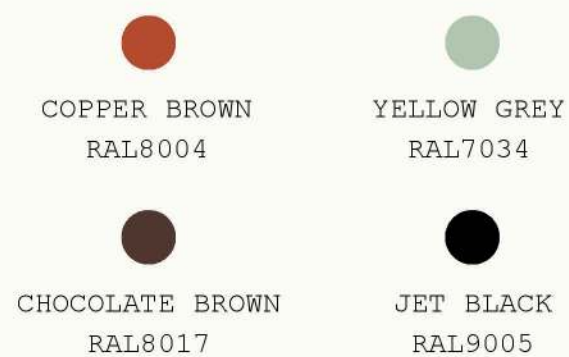 COPPER BROWN
RAL8004
YELLOW GREY
RAL7034
CHOCOLATE BROWN
RAL8017
JET BLACK
RAL9005